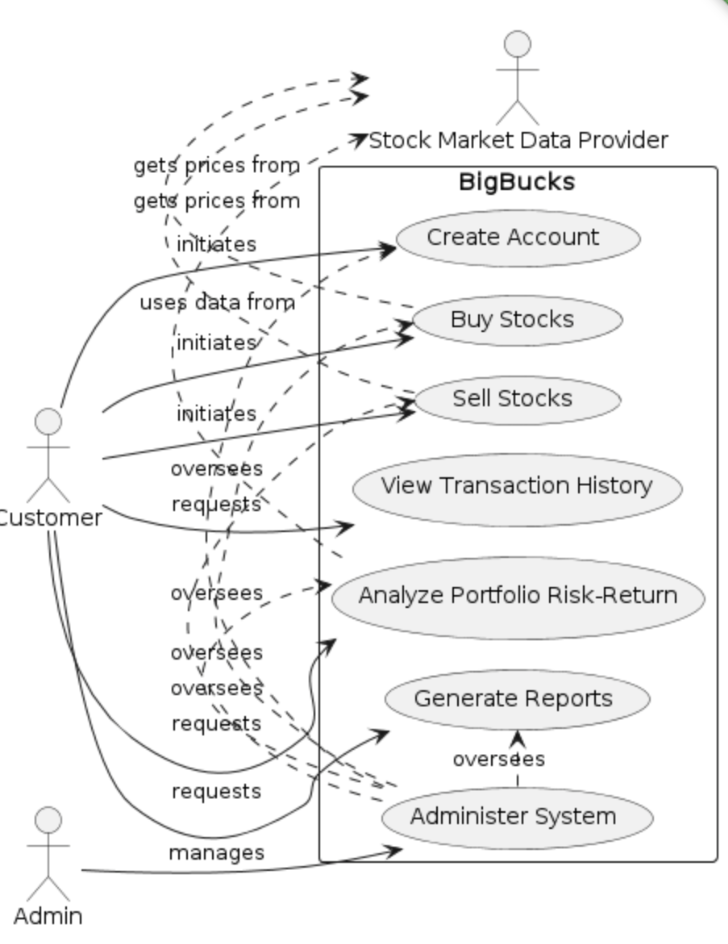 Stock Market Data Provider
gets prices from
BigBucks
gets prices from
Create Account
initiates
uses data from
Buy Stocks
initiates
Sell Stocks
initiates
oversees
View Transaction History
requests
Customer
oversees
Analyze Portfolio Risk-Return
oversees
oversees
Generate Reports
requests
oversees
requests
Administer System
manages
Admin